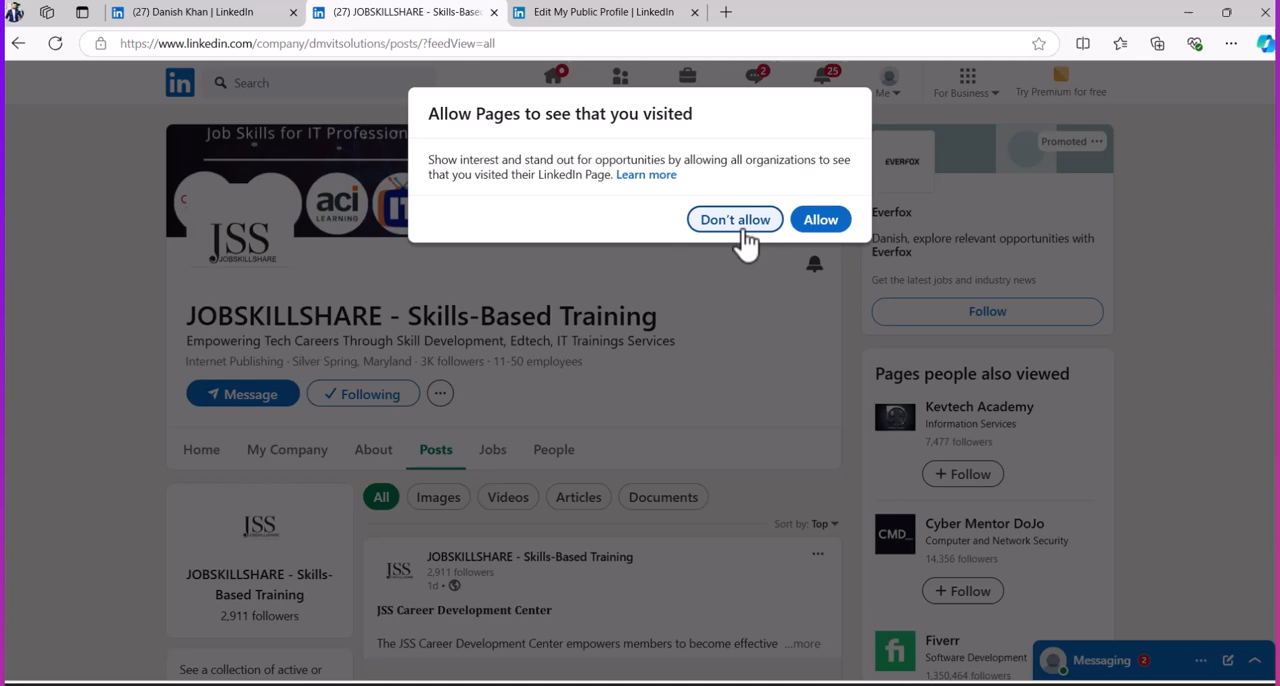 (27) Danish Khan | LinkedIn
(27) JOBSKILLSHARE - Skills-Base
Edit My Public Profile | LinkedIn
https://www.linkedin.com/company/dmvitsolutions/posts/?feedView=all
in
Search
2
25
Me
For Business
Try Premium for free
Allow Pages to see that you visited
Show interest and stand out for opportunities by allowing all organizations to see
that you visited their LinkedIn Page. Learn more
Don't allow
Allow
Job Skills for IT Profession
aci
LEARNING
IT
JSS
JOBSKILLSHARE
JOBSKILLSHARE - Skills-Based Training
Empowering Tech Careers Through Skill Development, Edtech, IT Trainings Services
Internet Publishing · Silver Spring, Maryland · 3K followers · 11-50 employees
Message
Following
Home
My Company
About
Posts
Jobs
People
JSS
JOBSKILLSHARE - Skills-
Based Training
2,911 followers
See a collection of active or
All
Images
Videos
Articles
Documents
Sort by: Top
JSS
JOBSKILLSHARE - Skills-Based Training
2,911 followers
1d •
JSS Career Development Center
The JSS Career Development Center empowers members to become effective ...more
Promoted
EVERFOX
Everfox
Danish, explore relevant opportunities with
Everfox
Get the latest jobs and industry news
Follow
Pages people also viewed
Kevtech Academy
Information Services
7,477 followers
+ Follow
CMD_
Cyber Mentor DoJo
Computer and Network Security
14,356 followers
+ Follow
fi
Fiverr
Software Development
1,350,464 followers
Messaging 2